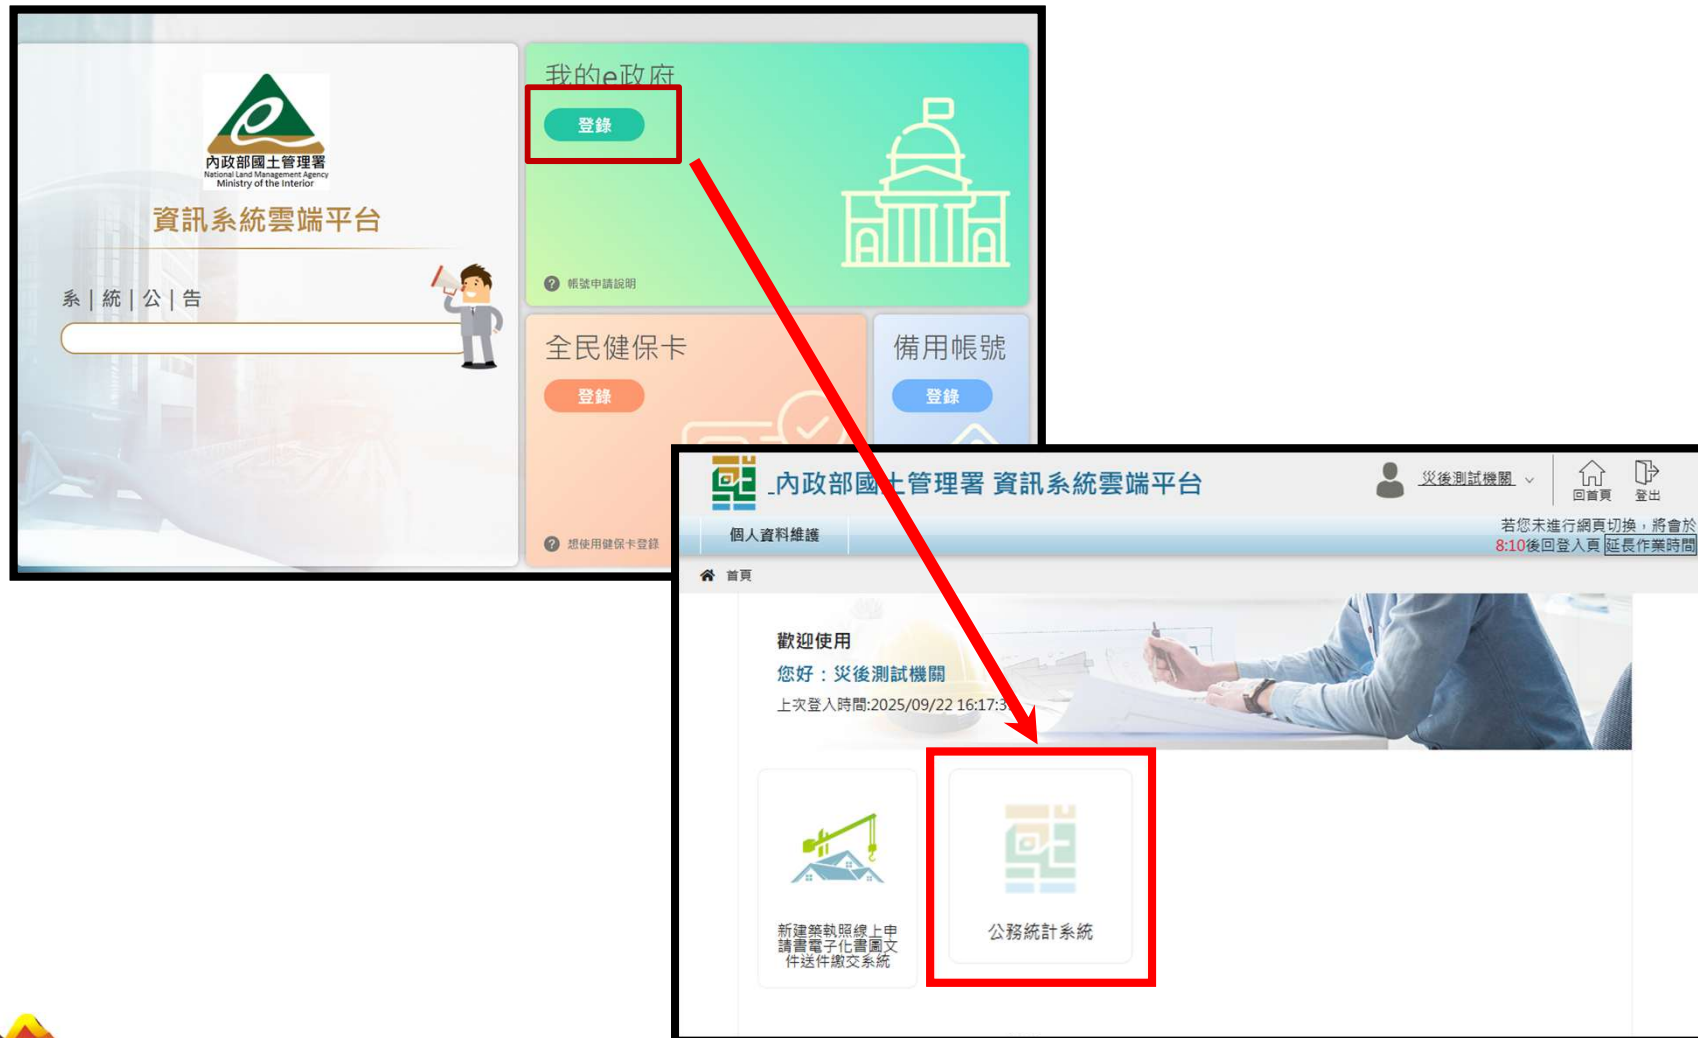 內政部國土管理署
National Land Management Agency
Ministry of the Interior
資訊系統雲端平台
系|統|公|告
我的e政府
登錄
帳號申請說明
全民健保卡
登錄
想使用健保卡登錄
備用帳號
登錄
內政部國土管理署 資訊系統雲端平台
災後測試機關
回首頁
登出
個人資料維護
若您未進行網頁切換，將會於
8:10後回登入頁 延長作業時間
首頁
歡迎使用
您好：災後測試機關
上次登入時間:2025/09/22 16:17:3
新建築執照線上申
請書電子化書圖文
件送件繳交系統
公務統計系統